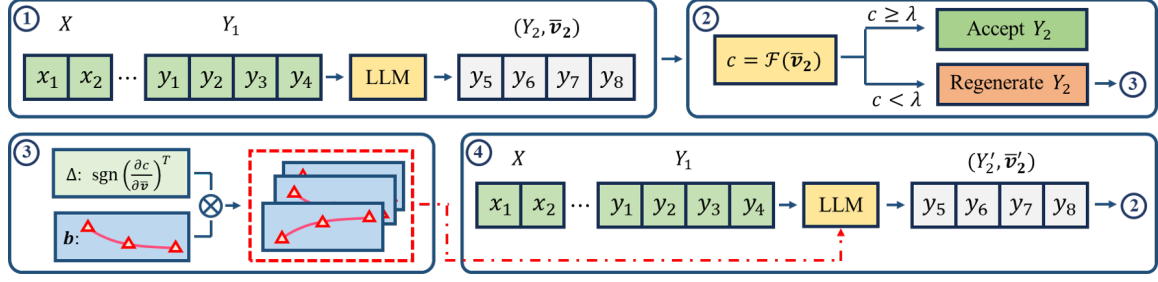 ①
X
Y₁
(Y₂, v̅₂)
x₁ x₂ ... y₁ y₂ y₃ y₄ LLM y₅ y₆ y₇ y₈
②
c = ℱ(v̅₂)
c ≥ λ
Accept Y₂
c < λ
Regenerate Y₂
③
③
Δ: sgn(∂c/∂v̅)ᵀ
b:
④
X
Y₁
(Y₂′, v̅₂′)
x₁ x₂ ... y₁ y₂ y₃ y₄ LLM y₅ y₆ y₇ y₈
②